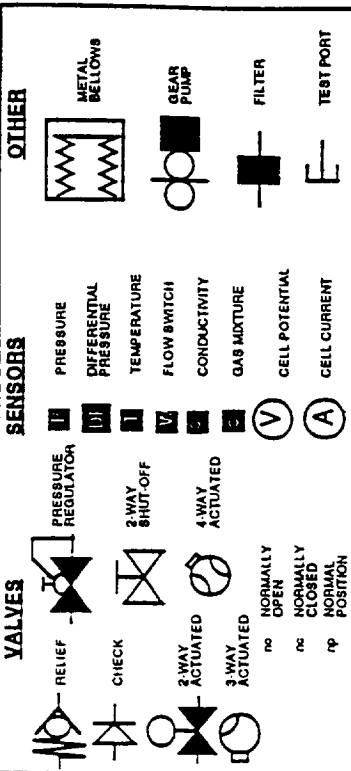 VALVES
RELIEF
CHECK
2-WAY
ACTUATED
3-WAY
ACTUATED
PRESSURE
REGULATOR
2-WAY
SHUT-OFF
4-WAY
ACTUATED
no NORMALLY
OPEN
nc NORMALLY
CLOSED
np NORMAL
POSITION
SENSORS
PRESSURE
DIFFERENTIAL
PRESSURE
TEMPERATURE
FLOW SWITCH
CONDUCTIVITY
GAS MIXTURE
V CELL POTENTIAL
A CELL CURRENT
OTHER
METAL
BELLOWS
GEAR
PUMP
FILTER
TEST PORT